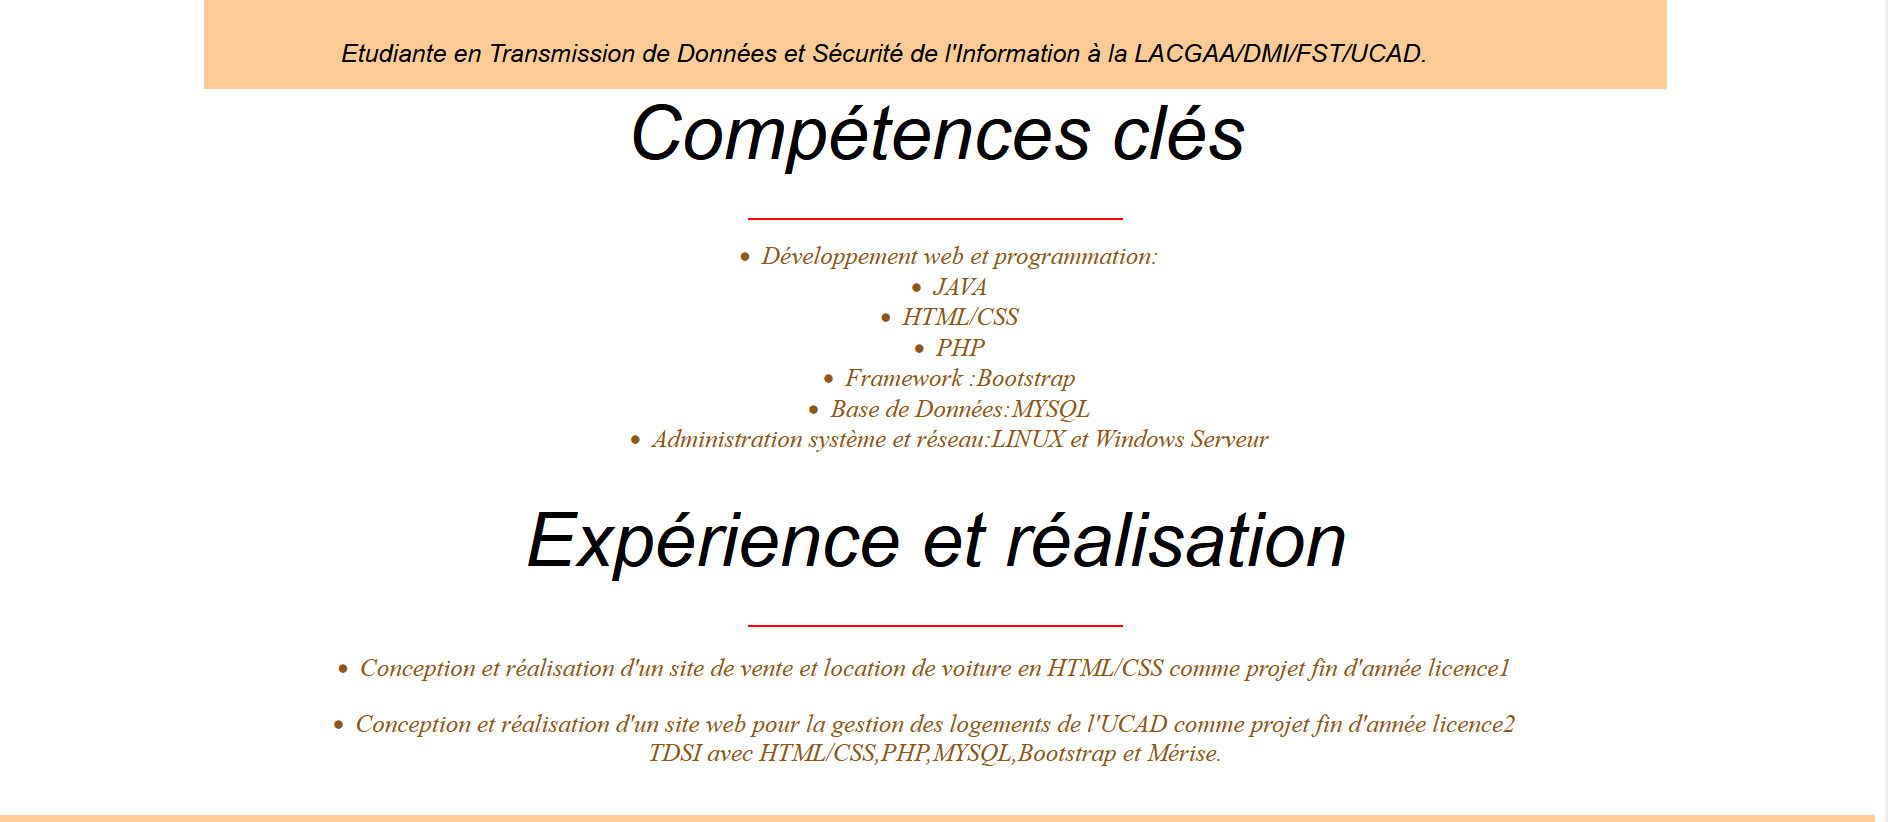 Etudiante en Transmission de Données et Sécurité de l'Information à la LACGAA/DMI/FST/UCAD.
Compétences clés
• Développement web et programmation:
• JAVA
• HTML/CSS
• PHP
• Framework :Bootstrap
• Base de Données:MYSQL
• Administration système et réseau:LINUX et Windows Serveur
Expérience et réalisation
• Conception et réalisation d'un site de vente et location de voiture en HTML/CSS comme projet fin d'année licence1
• Conception et réalisation d'un site web pour la gestion des logements de l'UCAD comme projet fin d'année licence2
TDSI avec HTML/CSS,PHP,MYSQL,Bootstrap et Mérise.